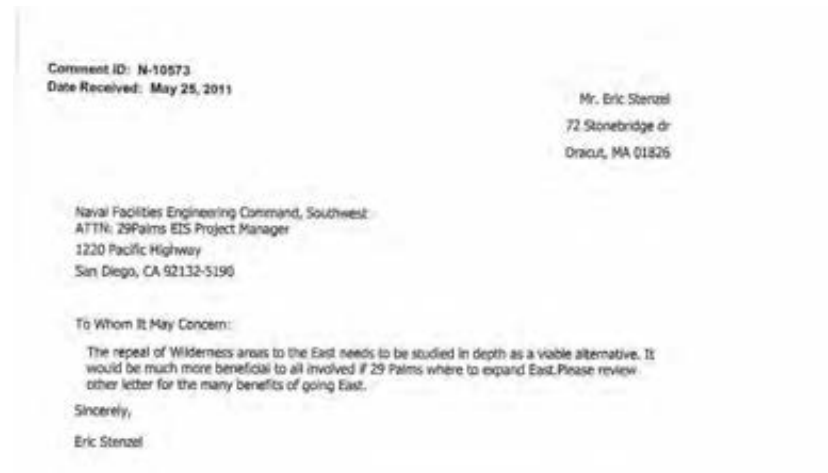 Comment ID: N-10573
Date Received: May 25, 2011
Mr. Eric Stenzel
72 Stonebridge dr
Dracut, MA 01826
Naval Facilities Engineering Command, Southwest
ATTN: 29Palms EIS Project Manager
1220 Pacific Highway
San Diego, CA 92132-5190
To Whom It May Concern:
The repeal of Wilderness areas to the East needs to be studied in depth as a viable alternative. It
would be much more beneficial to all involved if 29 Palms where to expand East.Please review
other letter for the many benefits of going East.
Sincerely,
Eric Stenzel